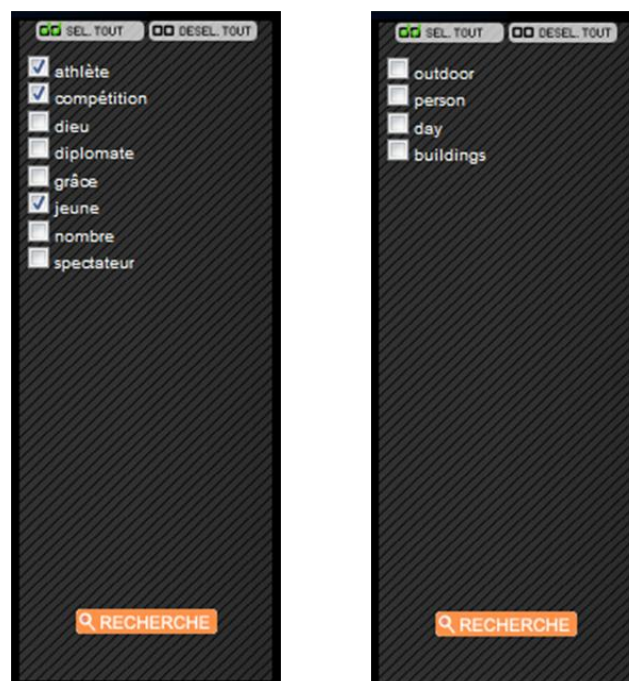 SEL. TOUT DESEL. TOUT
athlète
compétition
dieu
diplomate
grâce
jeune
nombre
spectateur
RECHERCHE
SEL. TOUT DESEL. TOUT
outdoor
person
day
buildings
RECHERCHE